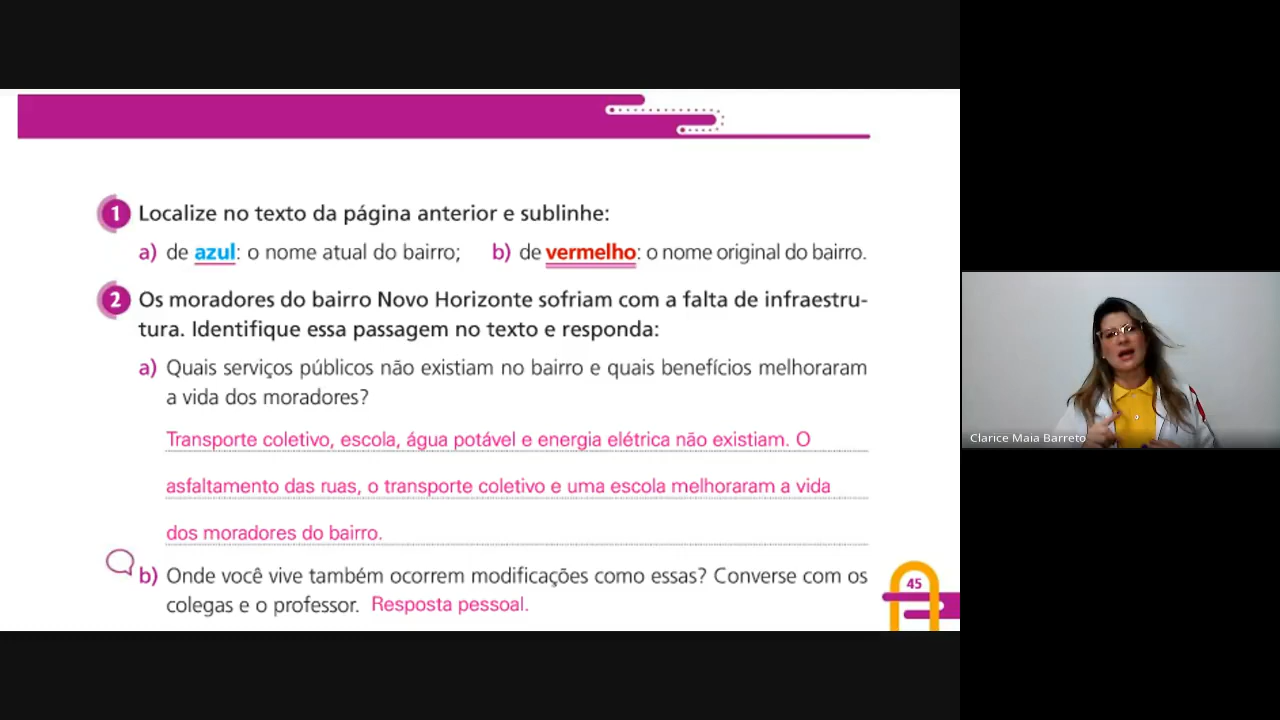 1 Localize no texto da página anterior e sublinhe:
a) de azul: o nome atual do bairro; b) de vermelho: o nome original do bairro.
2 Os moradores do bairro Novo Horizonte sofriam com a falta de infraestru-
tura. Identifique essa passagem no texto e responda:
a) Quais serviços públicos não existiam no bairro e quais benefícios melhoraram
a vida dos moradores?
Transporte coletivo, escola, água potável e energia elétrica não existiam. O
asfaltamento das ruas, o transporte coletivo e uma escola melhoraram a vida
dos moradores do bairro.
b) Onde você vive também ocorrem modificações como essas? Converse com os
colegas e o professor. Resposta pessoal.
45
Clarice Maia Barreto